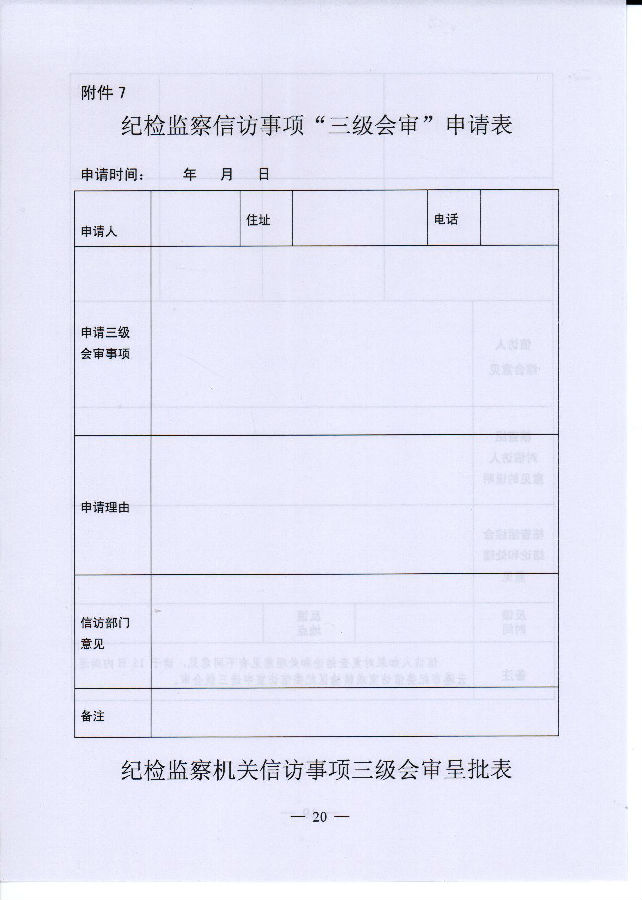 附件 7
纪检监察信访事项“三级会审”申请表
申请时间： 年 月 日
申请人
住址
电话
申请三级
会审事项
申请理由
信访部门
意见
备注
纪检监察机关信访事项三级会审呈批表
— 20 —